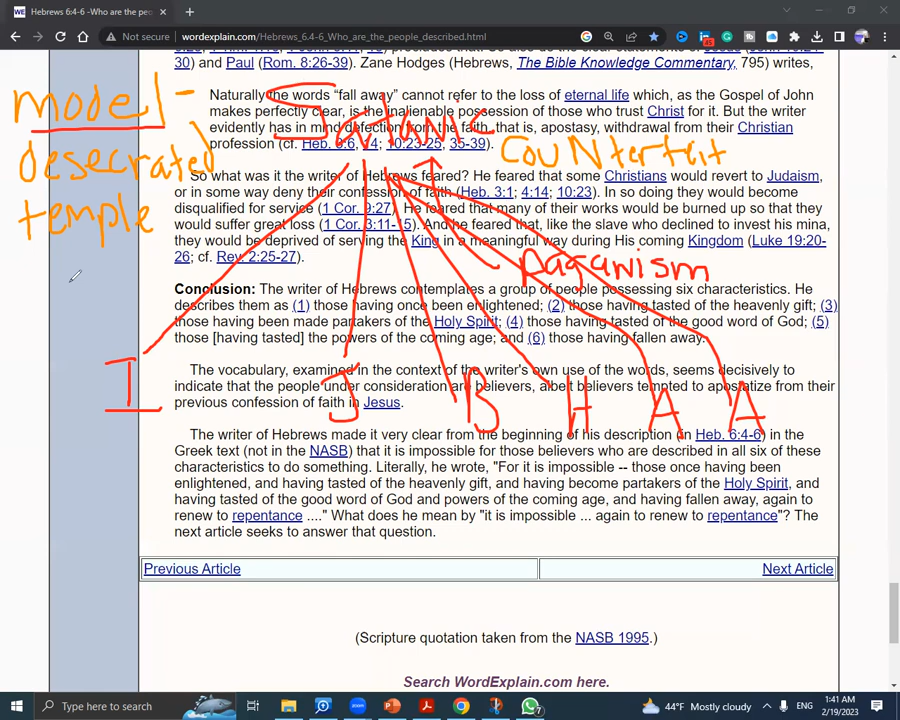 Hebrews 6:4-6 -Who are the peo
Not secure | wordexplain.com/Hebrews_6.4-6_Who_are_the_people_described.html
45
30) and Paul (Rom. 8:26-39). Zane Hodges (Hebrews, The Bible Knowledge Commentary, 795) writes,
model -
Naturally the words "fall away" cannot refer to the loss of eternal life which, as the Gospel of John
makes perfectly clear, is the inalienable possession of those who trust Christ for it. But the writer
evidently has in mind defection from the faith, that is, apostasy, withdrawal from their Christian
profession (cf. Heb. 3:6, 14; 10:23-25, 35-39).
Satanic
COUNterfeit
desecrated
temple
So what was it the writer of Hebrews feared? He feared that some Christians would revert to Judaism,
or in some way deny their confession of faith (Heb. 3:1; 4:14; 10:23). In so doing they would become
disqualified for service (1 Cor. 9:27). He feared that many of their works would be burned up so that they
would suffer great loss (1 Cor. 3:11-15). And he feared that, like the slave who declined to invest his mina,
they would be deprived of serving the King in a meaningful way during His coming Kingdom (Luke 19:20-
26; cf. Rev. 2:25-27).
paganism
Conclusion: The writer of Hebrews contemplates a group of people possessing six characteristics. He
describes them as (1) those having once been enlightened; (2) those having tasted of the heavenly gift; (3)
those having been made partakers of the Holy Spirit; (4) those having tasted of the good word of God; (5)
those [having tasted] the powers of the coming age; and (6) those having fallen away.
I J B H A A
The vocabulary, examined in the context of the writer's own use of the words, seems decisively to
indicate that the people under consideration are believers, albeit believers tempted to apostatize from their
previous confession of faith in Jesus.
The writer of Hebrews made it very clear from the beginning of his description (in Heb. 6:4-6) in the
Greek text (not in the NASB) that it is impossible for those believers who are described in all six of these
characteristics to do something. Literally, he wrote, "For it is impossible -- those once having been
enlightened, and having tasted of the heavenly gift, and having become partakers of the Holy Spirit, and
having tasted of the good word of God and powers of the coming age, and having fallen away, again to
renew to repentance ...." What does he mean by "it is impossible ... again to renew to repentance"? The
next article seeks to answer that question.
Previous Article Next Article
(Scripture quotation taken from the NASB 1995.)
Search WordExplain.com here.
Type here to search
7
44°F Mostly cloudy
1:41 AM
2/19/2023